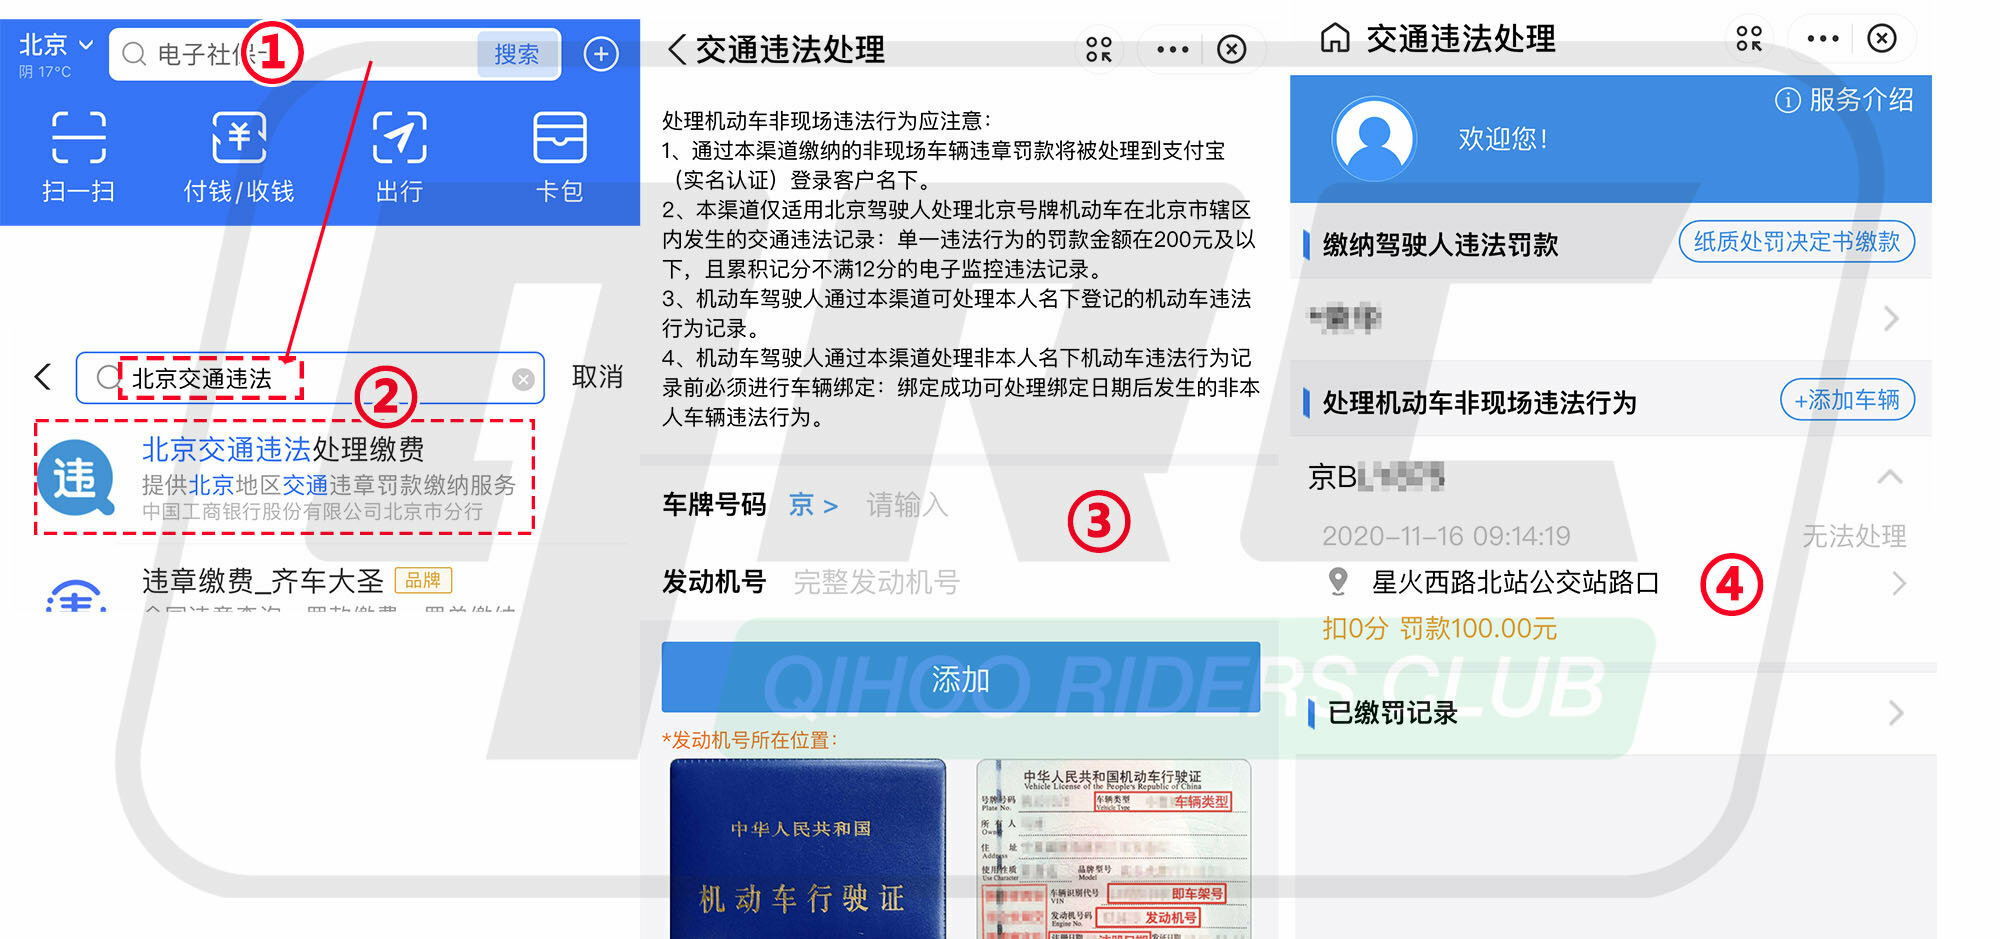 北京
阴 17°C
电子社保卡
搜索
①
扫一扫
付钱/收钱
出行
卡包
北京交通违法
取消
②
违
北京交通违法处理缴费
提供北京地区交通违章罚款缴纳服务
中国工商银行股份有限公司北京市分行
违章缴费_齐车大圣 品牌
交通违法处理
处理机动车非现场违法行为应注意：
1、通过本渠道缴纳的非现场车辆违章罚款将被处理到支付宝
（实名认证）登录客户名下。
2、本渠道仅适用北京驾驶人处理北京号牌机动车在北京市辖区
内发生的交通违法记录：单一违法行为的罚款金额在200元及以
下，且累积记分不满12分的电子监控违法记录。
3、机动车驾驶人通过本渠道可处理本人名下登记的机动车违法
行为记录。
4、机动车驾驶人通过本渠道处理非本人名下机动车违法行为记
录前必须进行车辆绑定：绑定成功可处理绑定日期后发生的非本
人车辆违法行为。
车牌号码 京 > 请输入
③
发动机号 完整发动机号
添加
*发动机号所在位置：
中华人民共和国
机动车行驶证
中华人民共和国机动车行驶证
Vehicle License of the People's Republic of China
号牌号码
Plate No.
车辆类型
Vehicle Type
车辆类型
所有人
Owner
住址
Address
使用性质
Use Character
品牌型号
Model
车辆识别代号
VIN
即车架号
发动机号码
Engine No.
发动机号
交通违法处理
服务介绍
欢迎您！
缴纳驾驶人违法罚款
纸质处罚决定书缴款
处理机动车非现场违法行为
+添加车辆
京B
2020-11-16 09:14:19
无法处理
星火西路北站公交站路口
④
扣0分 罚款100.00元
已缴罚记录
QRC
QIHOO RIDERS CLUB